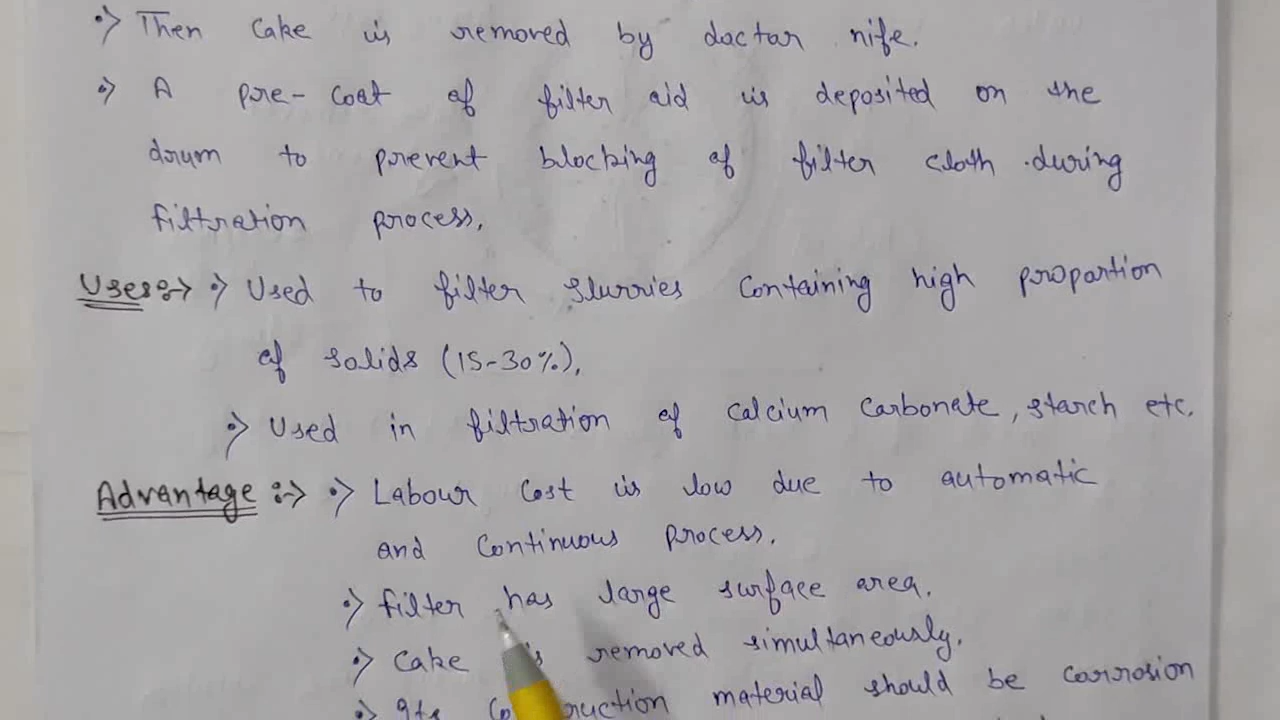 Then cake is removed by doctar nife.
A pre-coat of filter aid is deposited on the
drum to prevent blocking of filter cloth during
filtration process.
Uses:-> Used to filter slurries containing high proportion
of solids (15-30%).
Used in filtration of calcium carbonate, starch etc.
Advantage:-> Labour cost is low due to automatic
and continuous process.
filter has large surface area.
Cake is removed simultaneously.
Its material should be corrosion